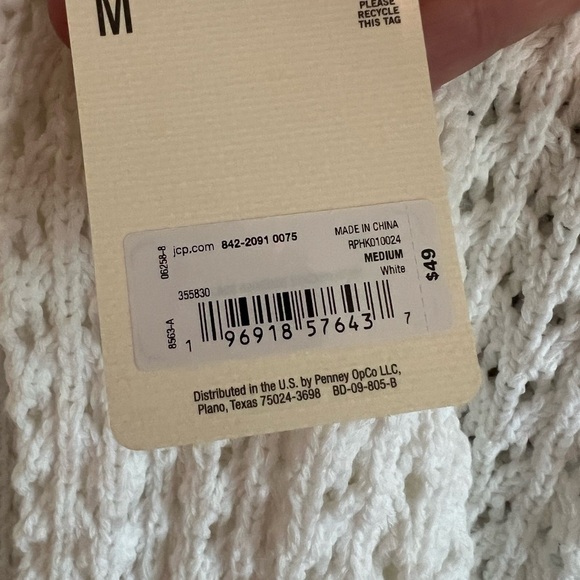 M
PLEASE
RECYCLE
THIS TAG
06258-8
jcp.com 842-2091 0075
MADE IN CHINA
RPHK010024
MEDIUM
White
$49
355830
8563-A
1 96918 57643 7
Distributed in the U.S. by Penney OpCo LLC,
Plano, Texas 75024-3698 BD-09-805-B